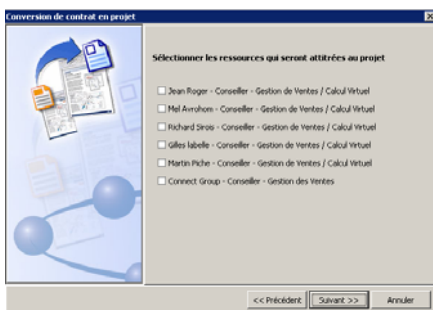 Conversion de contrat en projet
Sélectionner les ressources qui seront attitrées au projet
Jean Roger - Conseiller - Gestion de Ventes / Calcul Virtuel
Mel Avrohom - Conseiller - Gestion de Ventes / Calcul Virtuel
Richard Sirois - Conseiller - Gestion de Ventes / Calcul Virtuel
Gilles labelle - Conseiller - Gestion de Ventes / Calcul Virtuel
Martin Piche - Conseiller - Gestion de Ventes / Calcul Virtuel
Connect Group - Conseiller - Gestion des Ventes
<< Précédent Suivant >> Annuler